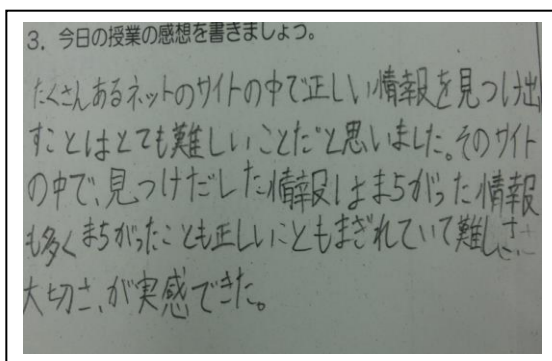 3. 今日の授業の感想を書きましょう。
たくさんあるネットのサイトの中で正しい情報を見つけ出
すことはとても難しいことだと思いました。そのサイト
の中で、見つけだした情報はまちがった情報
も多くまちがったことも正しいこともまぎれていて難しさ
大切さ、が実感できた。